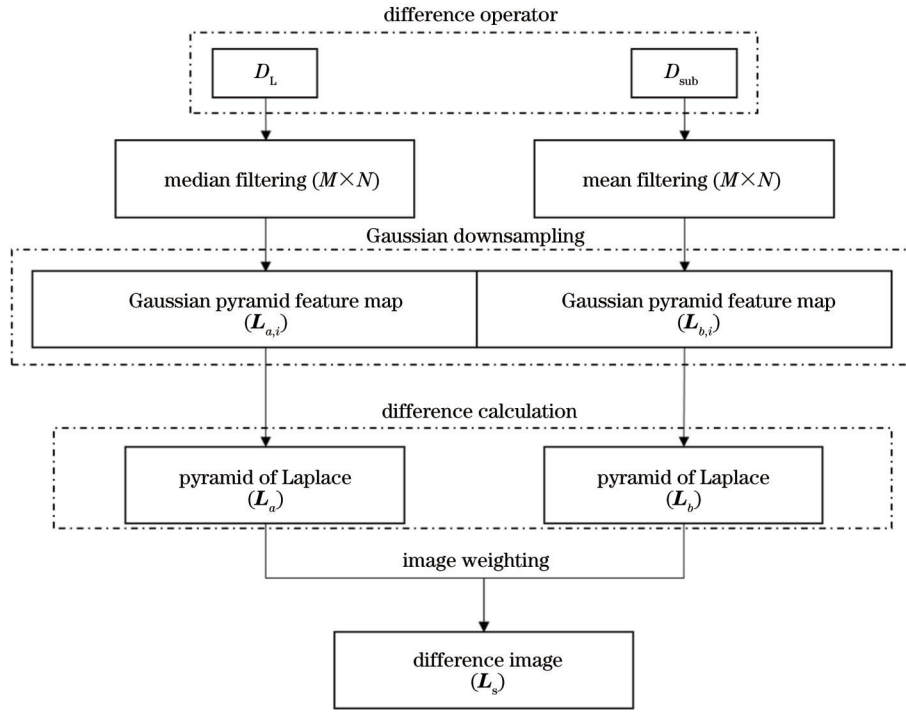 difference operator
D_L
D_sub
median filtering (M×N)
mean filtering (M×N)
Gaussian downsampling
Gaussian pyramid feature map
(L_a,i)
Gaussian pyramid feature map
(L_b,i)
difference calculation
pyramid of Laplace
(L_a)
pyramid of Laplace
(L_b)
image weighting
difference image
(L_s)